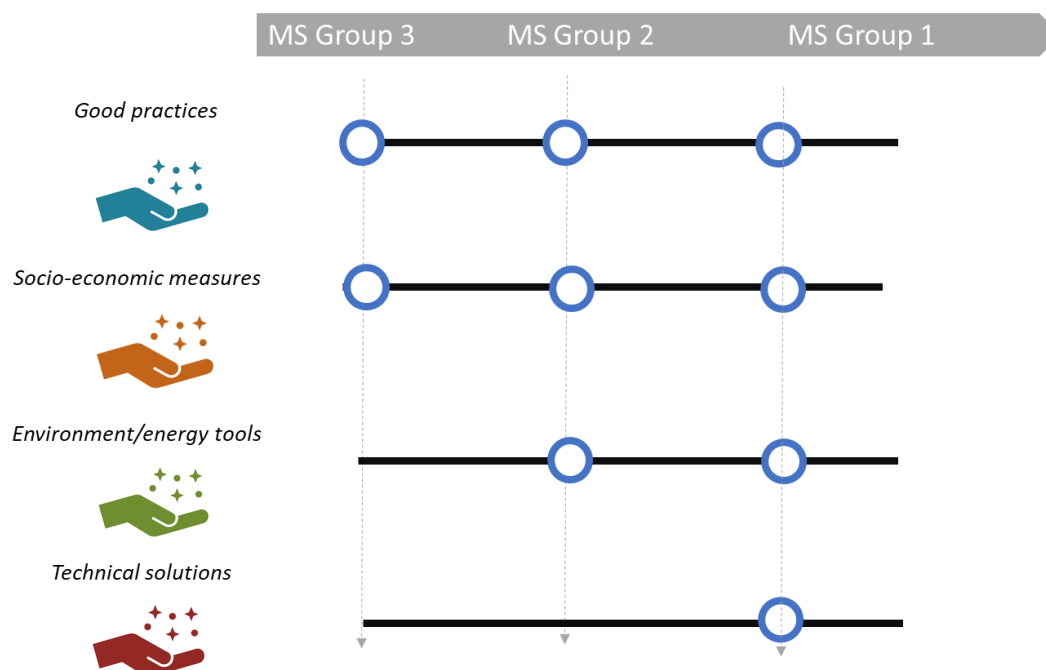 MS Group 3 MS Group 2 MS Group 1
Good practices
Socio-economic measures
Environment/energy tools
Technical solutions